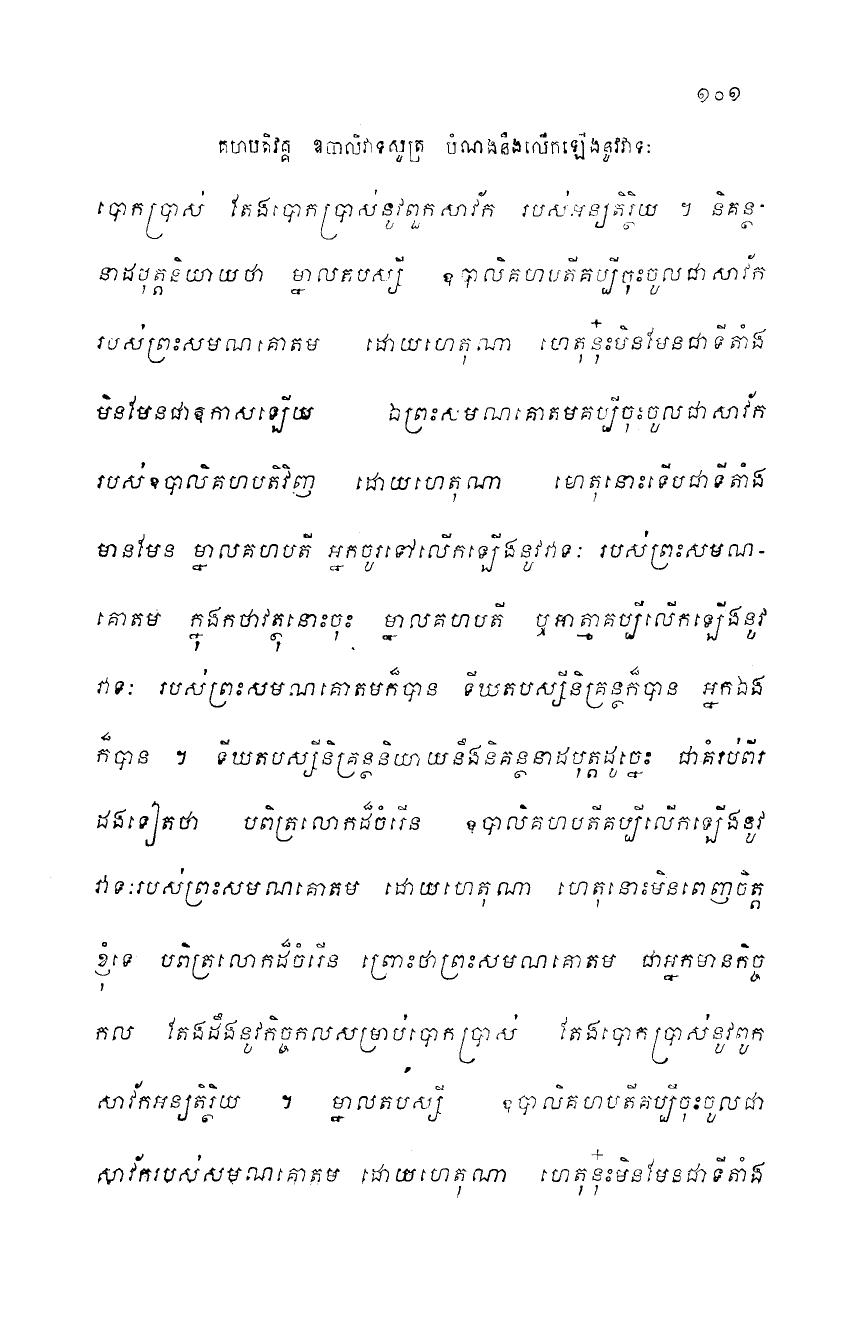 ១០១
គហបតិវគ្គ ឧបាលិវាទសូត្រ បំណងនឹងលើកឡើងនូវវាទៈ
បោកប្រាស់ តែងបោកប្រាស់នូវពួកសាវ័ក របស់អន្យតិរ្ថិយ ។ និគន្ថ-
នាដបុត្តនិយាយថា ម្នាលតបស្សី ឧបាលិគហបតីគប្បីចុះចូលជាសាវ័ក
របស់ព្រះសមណគោតម ដោយហេតុណា ហេតុនុ៎ះមិនមែនជាទីតាំង
មិនមែនជាឱកាសឡើយ ឯព្រះសមណគោតមគប្បីចុះចូលជាសាវ័ក
របស់ឧបាលិគហបតិវិញ ដោយហេតុណា ហេតុនោះទើបជាទីតាំង
មានមែន ម្នាលគហបតី អ្នកចូរទៅលើកឡើងនូវវាទៈ របស់ព្រះសមណ-
គោតម ក្នុងកថាវត្ថុនោះចុះ ម្នាលគហបតី ឬអាត្មាគប្បីលើកឡើងនូវ
វាទៈ របស់ព្រះសមណគោតមក៏បាន ទីឃតបស្សីនិគ្រន្ថក៏បាន អ្នកឯង
ក៏បាន ។ ទីឃតបស្សីនិគ្រន្ថនិយាយនឹងនិគន្ថនាដបុត្តដូច្នេះ ជាគំរប់ពីរ
ដងទៀតថា បពិត្រលោកដ៏ចំរើន ឧបាលិគហបតីគប្បីលើកឡើងនូវ
វាទៈរបស់ព្រះសមណគោតម ដោយហេតុណា ហេតុនោះមិនពេញចិត្ត
ខ្ញុំទេ បពិត្រលោកដ៏ចំរើន ព្រោះថាព្រះសមណគោតម ជាអ្នកមានកិច្ច
កល តែងដឹងនូវកិច្ចកលសម្រាប់បោកប្រាស់ តែងបោកប្រាស់នូវពួក
សាវ័កអន្យតិរ្ថិយ ។ ម្នាលតបស្សី ឧបាលិគហបតីគប្បីចុះចូលជា
សាវ័ករបស់សមណគោតម ដោយហេតុណា ហេតុនុ៎ះមិនមែនជាទីតាំង